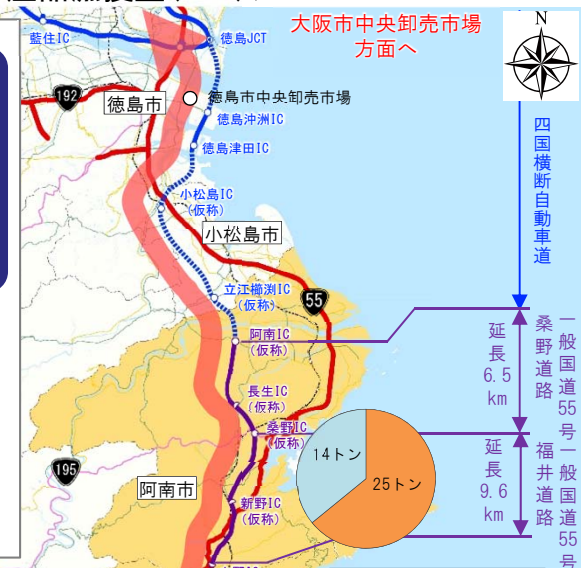 大阪市中央卸売市場
方面へ
N
藍住IC
徳島JCT
192
徳島市
徳島市中央卸売市場
徳島沖洲IC
徳島津田IC
四国横断自動車道
小松島IC
(仮称)
小松島市
立江櫛渕IC
(仮称)
55
阿南IC
(仮称)
延長
6.5
km
桑野道路
一般国道55号
長生IC
(仮称)
桑野IC
(仮称)
14トン
25トン
195
阿南市
新野IC
(仮称)
延長
9.6
km
福井道路
一般国道55号